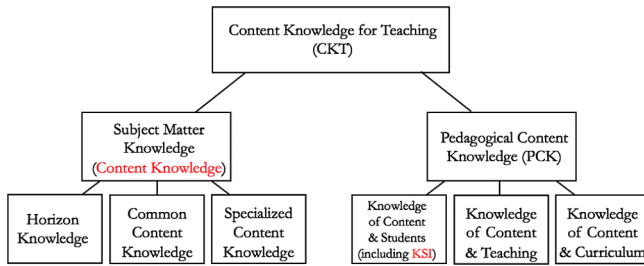 Content Knowledge for Teaching
(CKT)
Subject Matter
Knowledge
(Content Knowledge)
Pedagogical Content
Knowledge (PCK)
Horizon
Knowledge
Common
Content
Knowledge
Specialized
Content
Knowledge
Knowledge
of Content
& Students
(including KSI)
Knowledge
of Content
& Teaching
Knowledge
of Content
& Curriculum